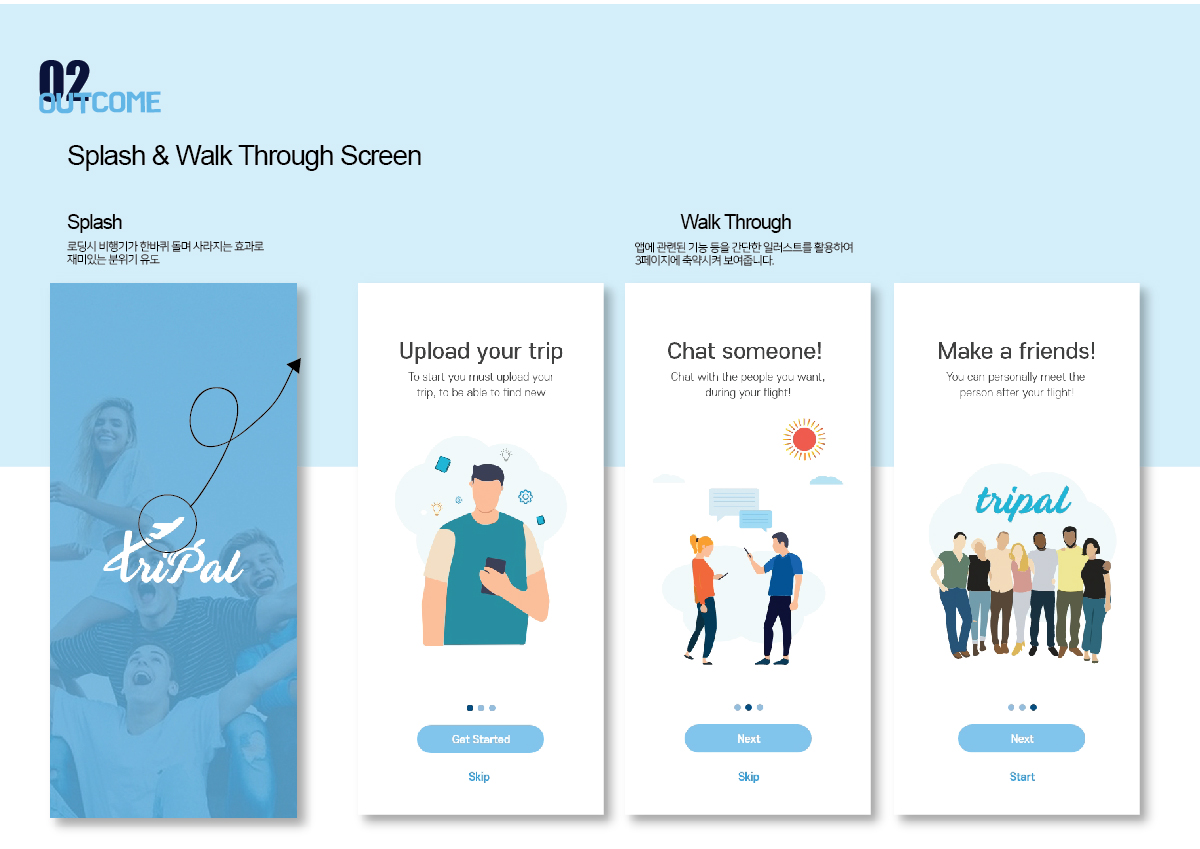 02
OUTCOME
Splash & Walk Through Screen
Splash
로딩시 비행기가 한바퀴 돌며 사라지는 효과로
재미있는 분위기 유도
Walk Through
앱에 관련된 기능 등을 간단한 일러스트를 활용하여
3페이지에 축약시켜 보여줍니다.
triPal
Upload your trip
To start you must upload your
trip, to be able to find new
Get Started
Skip
Chat someone!
Chat with the people you want,
during your flight!
Next
Skip
Make a friends!
You can personally meet the
person after your flight!
tripal
Next
Start